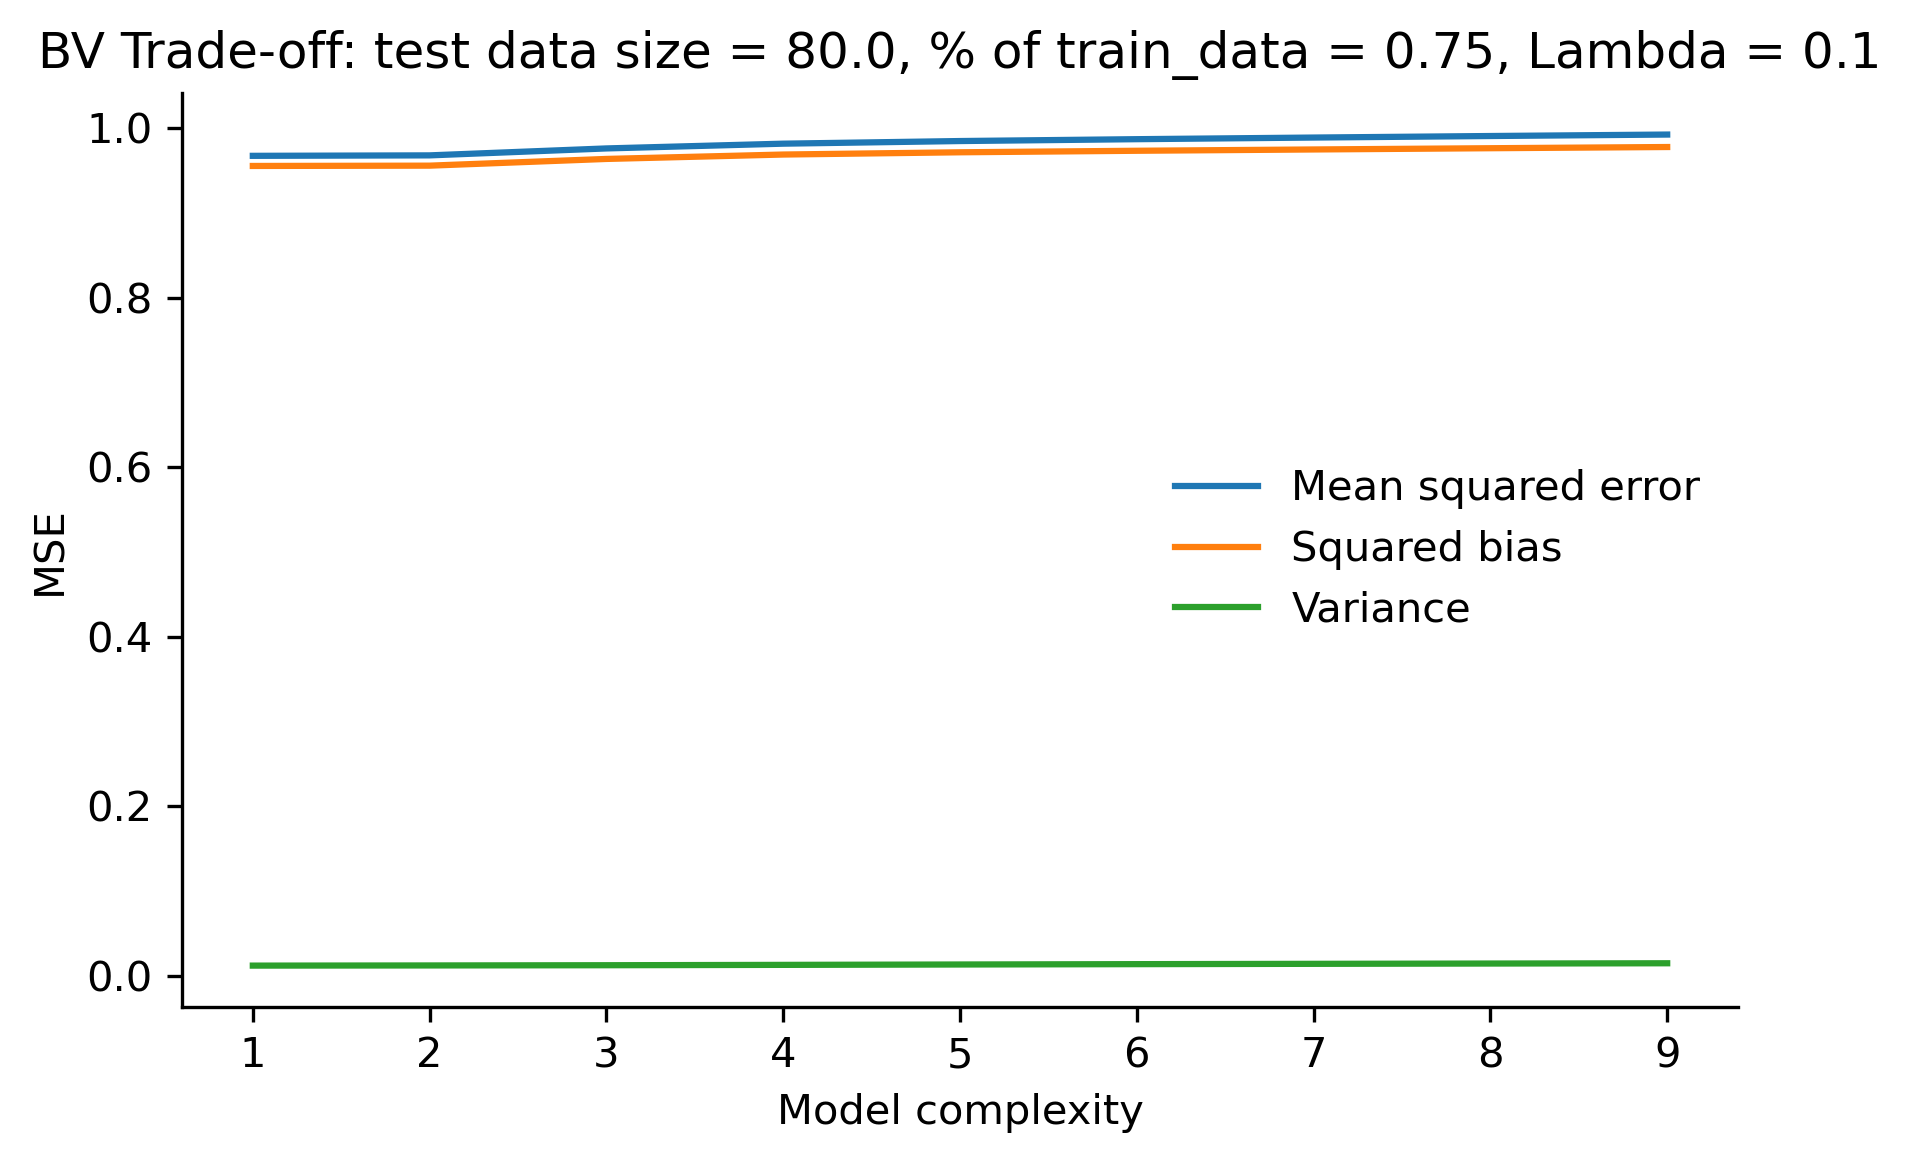 BV Trade-off: test data size = 80.0, % of train_data = 0.75, Lambda = 0.1
1.0
0.8
0.6
0.4
0.2
0.0
MSE
Mean squared error
Squared bias
Variance
1 2 3 4 5 6 7 8 9
Model complexity